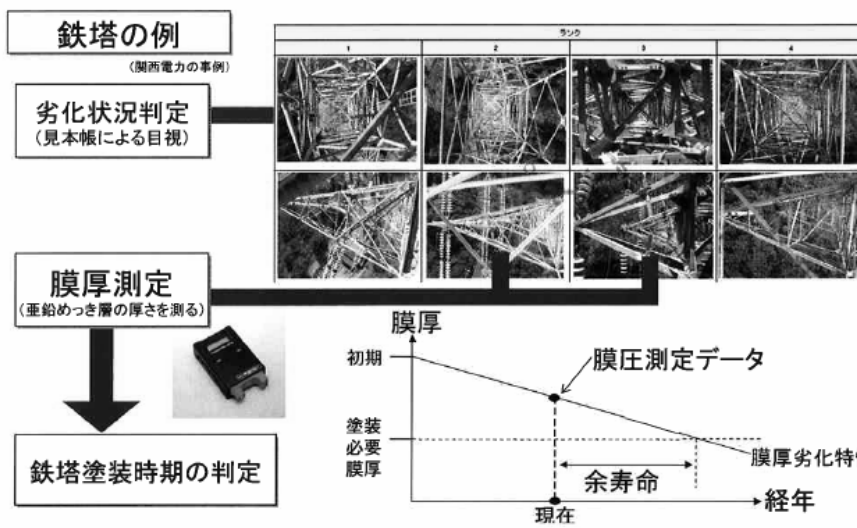 鉄塔の例
(関西電力の事例)
ランク
1 2 3 4
劣化状況判定
(見本帳による目視)
膜厚測定
(亜鉛めっき層の厚さを測る)
鉄塔塗装時期の判定
膜厚
初期
膜圧測定データ
塗装
必要
膜厚
膜厚劣化特
余寿命
現在
経年